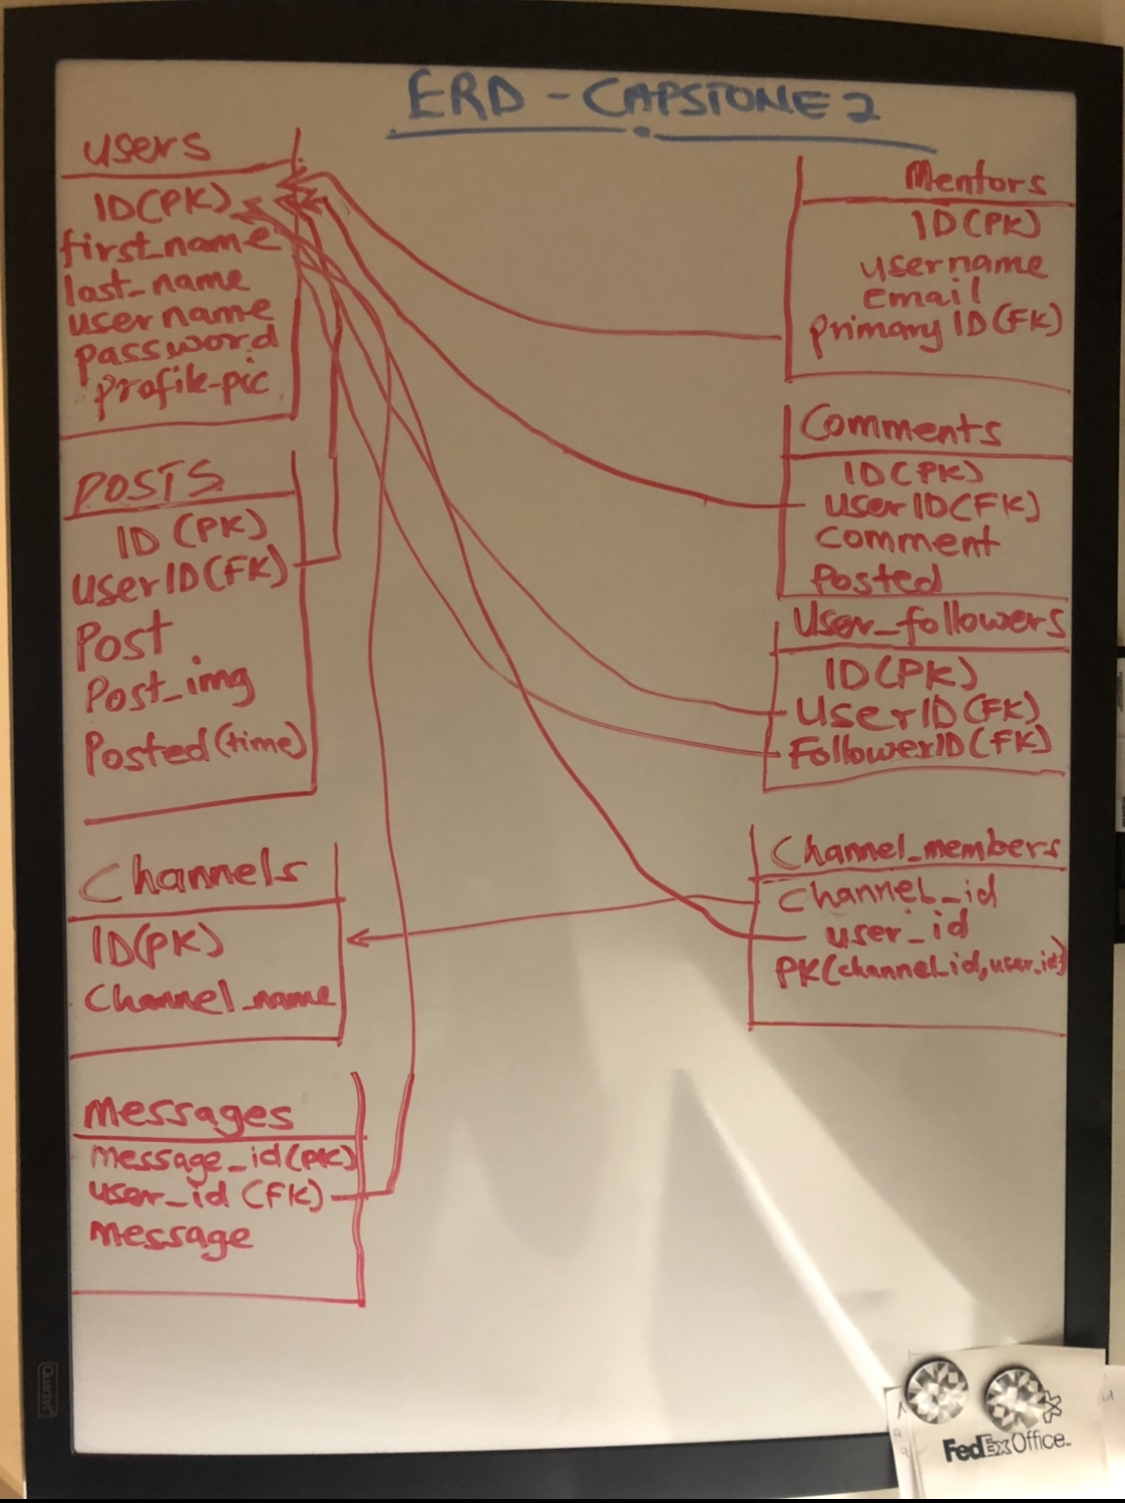 ERD - CAPSTONE 2
users
ID(PK)
first_name
last_name
username
password
profile-pic
POSTS
ID (PK)
userID(FK)
Post
Post_img
Posted(time)
Channels
ID(PK)
Channel_name
Messages
Message_id(PK)
user_id (FK)
Message
Mentors
ID(PK)
username
email
primary ID(FK)
Comments
ID(PK)
userID(FK)
Comment
Posted
User_followers
ID(PK)
UserID(FK)
FollowerID(FK)
Channel_members
Channel_id
user_id
PK(channel_id, user_id)
Quartet
FedEx Office